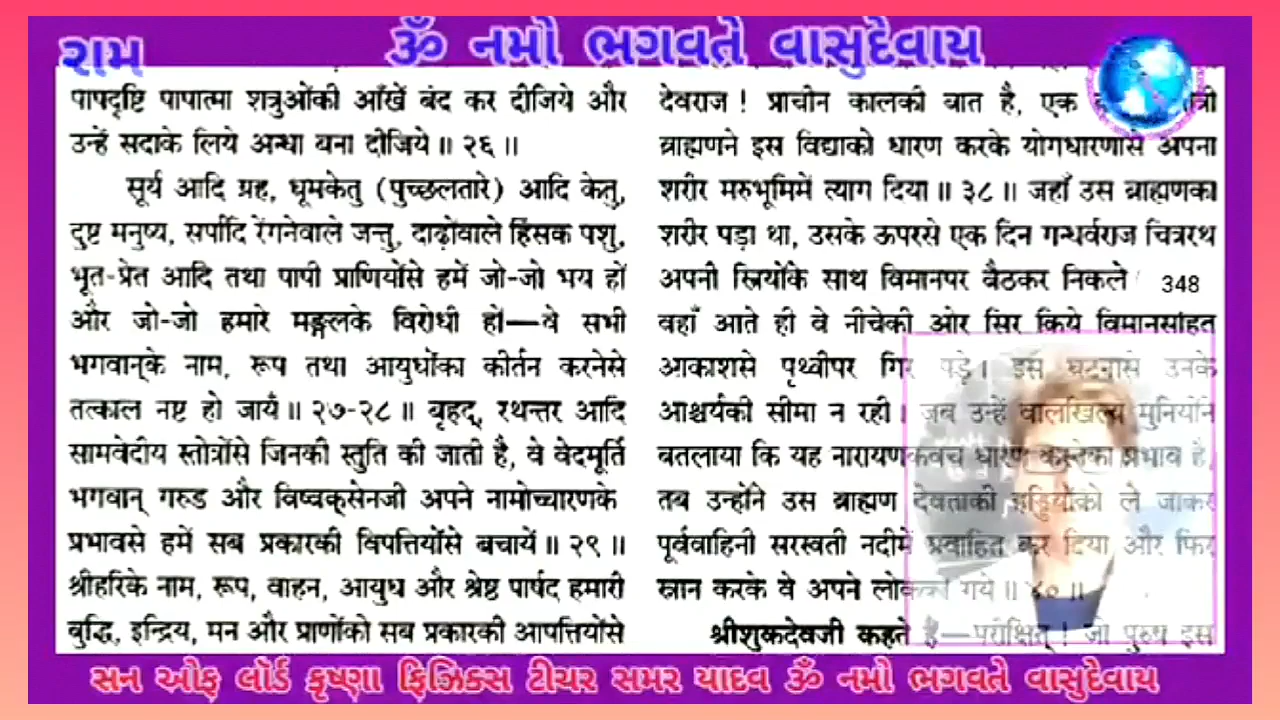 રામ
ૐ નમો ભગવતે વાસુદેવાય
पापदृष्टि पापात्मा शत्रुओंकी आँखें बंद कर दीजिये और
उन्हें सदाके लिये अन्धा बना दीजिये ॥ २६ ॥
सूर्य आदि ग्रह, धूमकेतु (पुच्छलतारे) आदि केतु,
दुष्ट मनुष्य, सर्पादि रेंगनेवाले जन्तु, दाढ़ोंवाले हिंसक पशु,
भूत-प्रेत आदि तथा पापी प्राणियोंसे हमें जो-जो भय हों
और जो-जो हमारे मङ्गलके विरोधी हों—वे सभी
भगवान्‌के नाम, रूप तथा आयुधोंका कीर्तन करनेसे
तत्काल नष्ट हो जायँ ॥ २७-२८ ॥ बृहद्, रथन्तर आदि
सामवेदीय स्तोत्रोंसे जिनकी स्तुति की जाती है, वे वेदमूर्ति
भगवान् गरुड और विष्वक्सेनजी अपने नामोच्चारणके
प्रभावसे हमें सब प्रकारकी विपत्तियोंसे बचायें ॥ २९ ॥
श्रीहरिके नाम, रूप, वाहन, आयुध और श्रेष्ठ पार्षद हमारी
बुद्धि, इन्द्रिय, मन और प्राणोंको सब प्रकारकी आपत्तियोंसे
देवराज ! प्राचीन कालकी बात है, एक
ब्राह्मणने इस विद्याको धारण करके योगधारणासे अपना
शरीर मरुभूमिमें त्याग दिया ॥ ३८ ॥ जहाँ उस ब्राह्मणका
शरीर पड़ा था, उसके ऊपरसे एक दिन गन्धर्वराज चित्ररथ
अपनी स्त्रियोंके साथ विमानपर बैठकर निकले
348
वहाँ आते ही वे नीचेकी ओर सिर किये विमानसहित
आकाशसे पृथ्वीपर गिर पड़े। इस घटनासे उनके
आश्चर्यकी सीमा न रही। जब उन्हें वालखिल्य मुनियोंने
बतलाया कि यह नारायणकवच धारण करनेका प्रभाव है,
तब उन्होंने उस ब्राह्मण देवताकी हड्डियोंको ले जाकर
पूर्ववाहिनी सरस्वती नदीमें प्रवाहित कर दिया और फिर
स्नान करके वे अपने लोकको गये ॥ ४० ॥
श्रीशुकदेवजी कहते हैं—परीक्षित् ! जो पुरुष इस
સન ઓફ લૉર્ડ કૃષ્ણા ફિઝિક્સ ટીચર સમર યાદવ ૐ નમો ભગવતે વાસુદેવાય